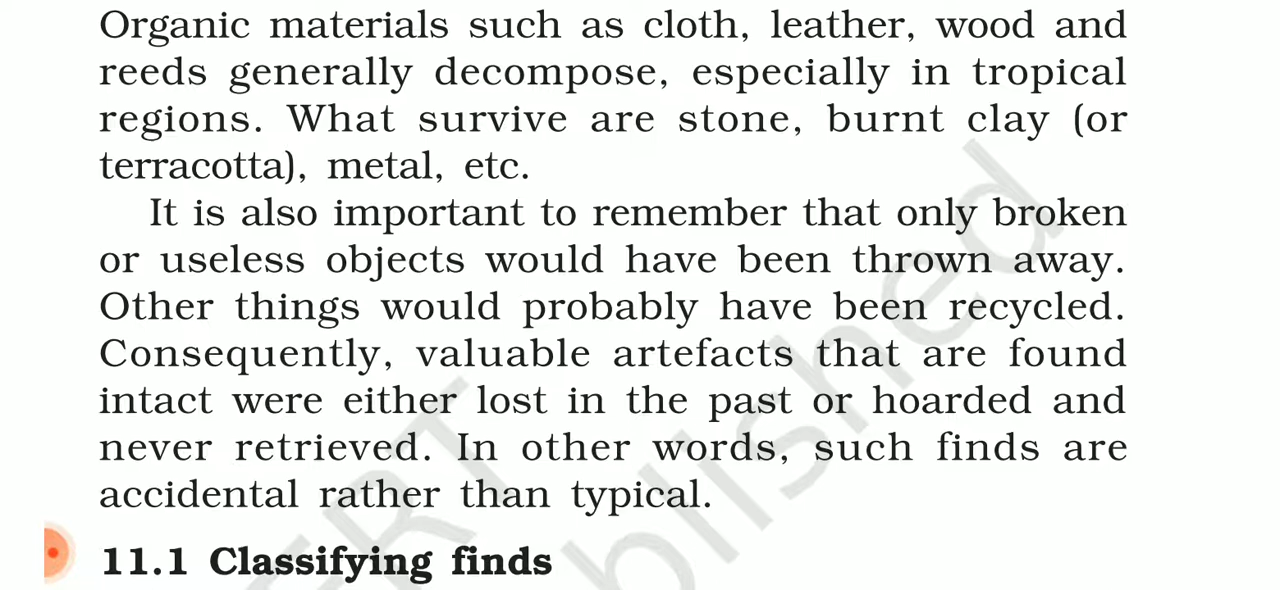 Organic materials such as cloth, leather, wood and
reeds generally decompose, especially in tropical
regions. What survive are stone, burnt clay (or
terracotta), metal, etc.
It is also important to remember that only broken
or useless objects would have been thrown away.
Other things would probably have been recycled.
Consequently, valuable artefacts that are found
intact were either lost in the past or hoarded and
never retrieved. In other words, such finds are
accidental rather than typical.
11.1 Classifying finds